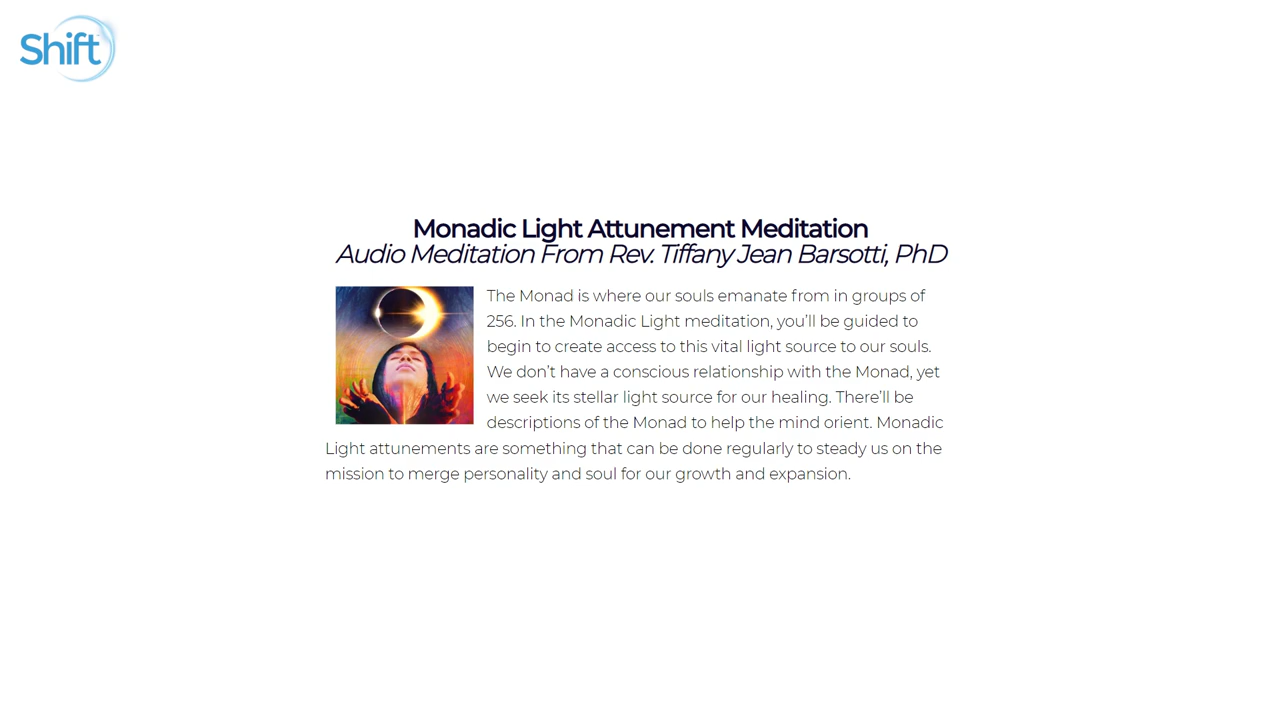 Shift
Monadic Light Attunement Meditation
Audio Meditation From Rev. Tiffany Jean Barsotti, PhD
The Monad is where our souls emanate from in groups of
256. In the Monadic Light meditation, you'll be guided to
begin to create access to this vital light source to our souls.
We don't have a conscious relationship with the Monad, yet
we seek its stellar light source for our healing. There'll be
descriptions of the Monad to help the mind orient. Monadic
Light attunements are something that can be done regularly to steady us on the
mission to merge personality and soul for our growth and expansion.